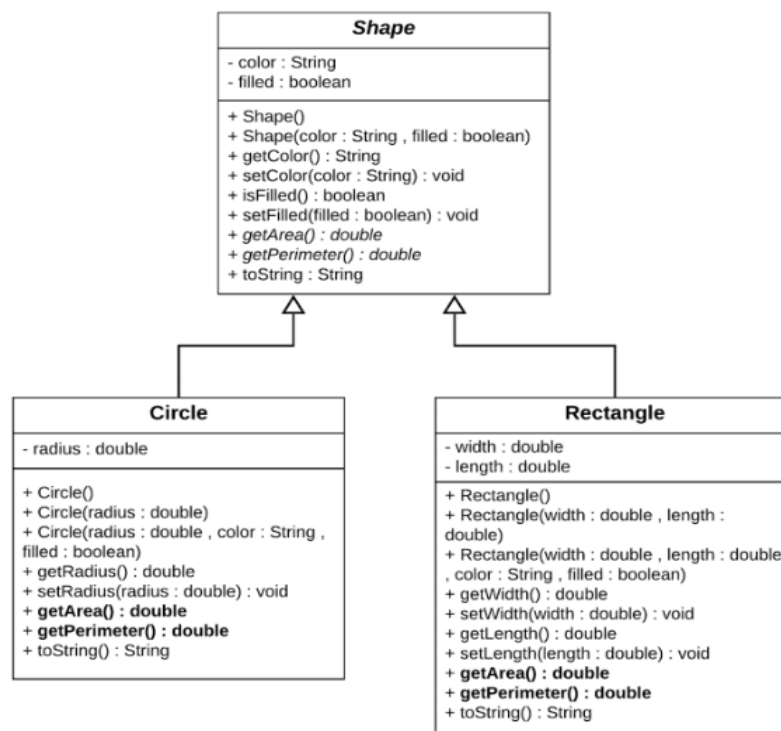 Shape
- color : String
- filled : boolean
+ Shape()
+ Shape(color : String , filled : boolean)
+ getColor() : String
+ setColor(color : String) : void
+ isFilled() : boolean
+ setFilled(filled : boolean) : void
+ getArea() : double
+ getPerimeter() : double
+ toString : String
Circle
- radius : double
+ Circle()
+ Circle(radius : double)
+ Circle(radius : double , color : String ,
filled : boolean)
+ getRadius() : double
+ setRadius(radius : double) : void
+ getArea() : double
+ getPerimeter() : double
+ toString() : String
Rectangle
- width : double
- length : double
+ Rectangle()
+ Rectangle(width : double , length :
double)
+ Rectangle(width : double , length : double
, color : String , filled : boolean)
+ getWidth() : double
+ setWidth(width : double) : void
+ getLength() : double
+ setLength(length : double) : void
+ getArea() : double
+ getPerimeter() : double
+ toString() : String